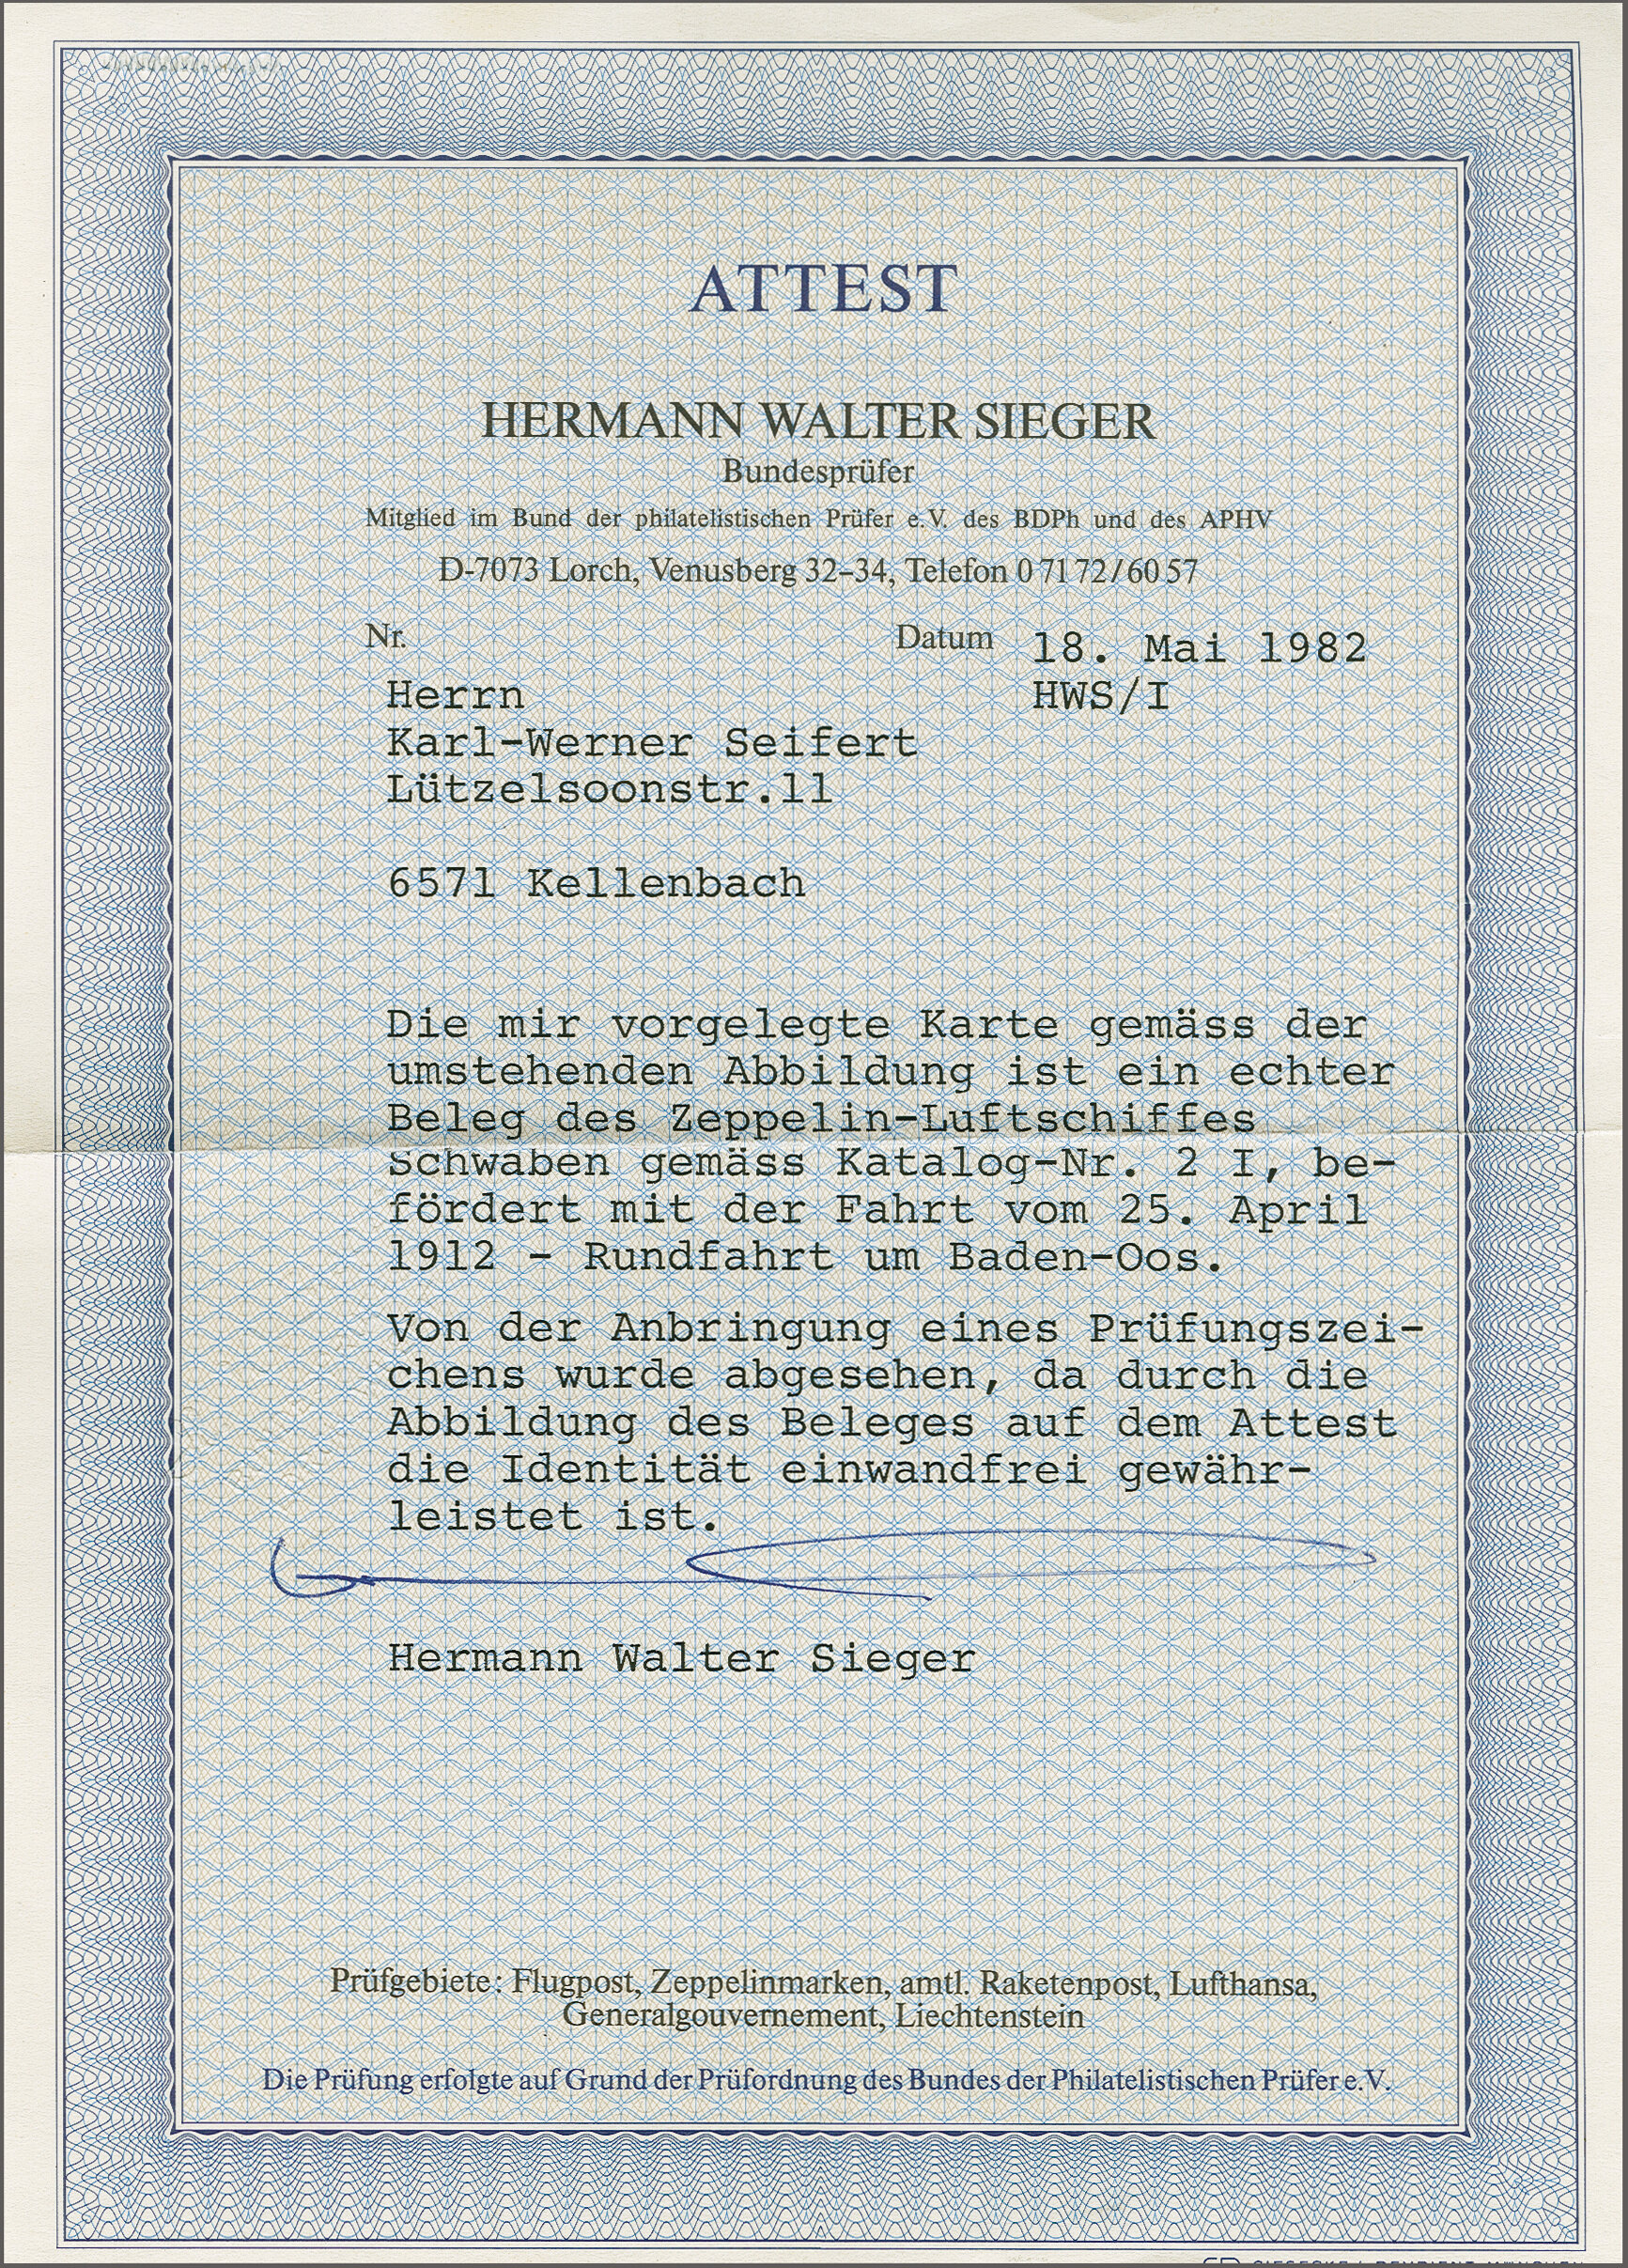 ATTEST
HERMANN WALTER SIEGER
Bundesprüfer
Mitglied im Bund der philatelistischen Prüfer e.V. des BDPh und des APHV
D-7073 Lorch, Venusberg 32–34, Telefon 0 71 72/60 57
Nr. Datum 18. Mai 1982
Herrn HWS/I
Karl-Werner Seifert
Lützelsoonstr.11
6571 Kellenbach
Die mir vorgelegte Karte gemäss der
umstehenden Abbildung ist ein echter
Beleg des Zeppelin-Luftschiffes
Schwaben gemäss Katalog-Nr. 2 I, be-
fördert mit der Fahrt vom 25. April
1912 - Rundfahrt um Baden-Oos.
Von der Anbringung eines Prüfungszei-
chens wurde abgesehen, da durch die
Abbildung des Beleges auf dem Attest
die Identität einwandfrei gewähr-
leistet ist.
Hermann Walter Sieger
Prüfgebiete: Flugpost, Zeppelinmarken, amtl. Raketenpost, Lufthansa,
Generalgouvernement, Liechtenstein
Die Prüfung erfolgte auf Grund der Prüfordnung des Bundes der Philatelistischen Prüfer e.V.